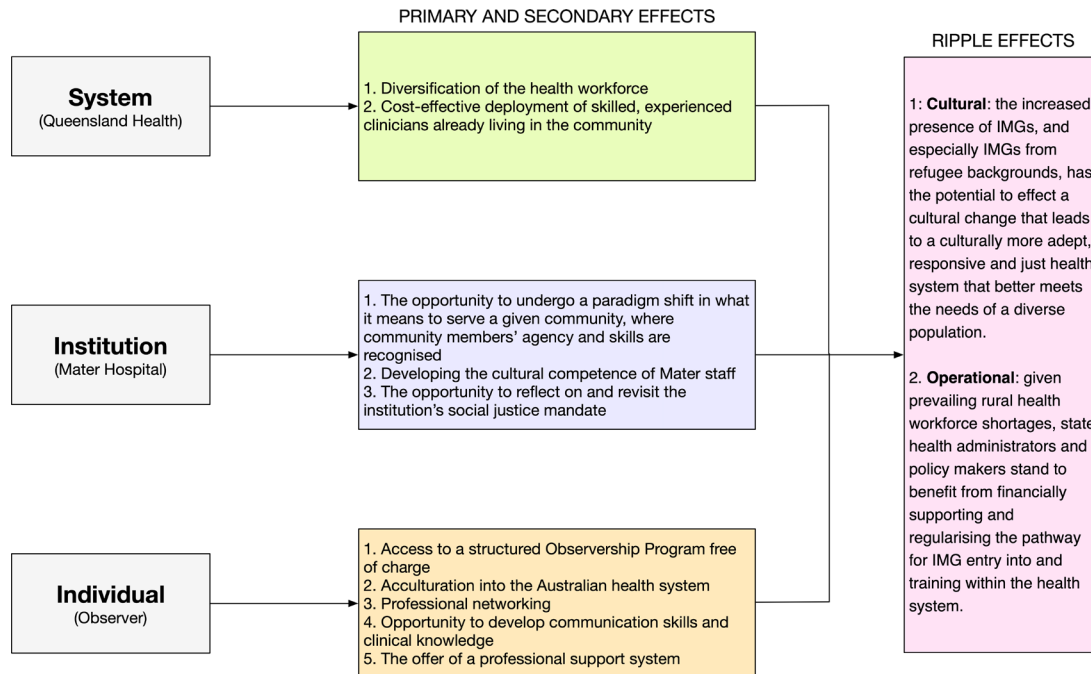 PRIMARY AND SECONDARY EFFECTS
RIPPLE EFFECTS
System
(Queensland Health)
1. Diversification of the health workforce
2. Cost-effective deployment of skilled, experienced
clinicians already living in the community
Institution
(Mater Hospital)
1. The opportunity to undergo a paradigm shift in what
it means to serve a given community, where
community members’ agency and skills are
recognised
2. Developing the cultural competence of Mater staff
3. The opportunity to reflect on and revisit the
institution’s social justice mandate
Individual
(Observer)
1. Access to a structured Observership Program free
of charge
2. Acculturation into the Australian health system
3. Professional networking
4. Opportunity to develop communication skills and
clinical knowledge
5. The offer of a professional support system
1: Cultural: the increased
presence of IMGs, and
especially IMGs from
refugee backgrounds, has
the potential to effect a
cultural change that leads
to a culturally more adept,
responsive and just health
system that better meets
the needs of a diverse
population.
2. Operational: given
prevailing rural health
workforce shortages, state
health administrators and
policy makers stand to
benefit from financially
supporting and
regularising the pathway
for IMG entry into and
training within the health
system.